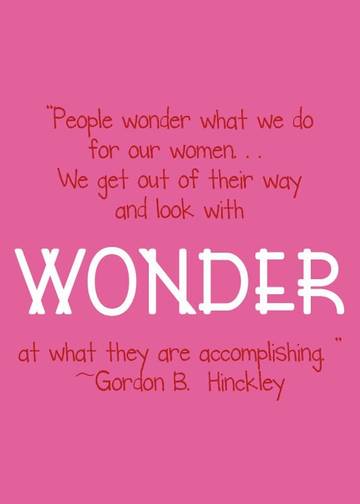 "People wonder what we do
for our women. . .
We get out of their way
and look with
WONDER
at what they are accomplishing. "
~Gordon B. Hinckley